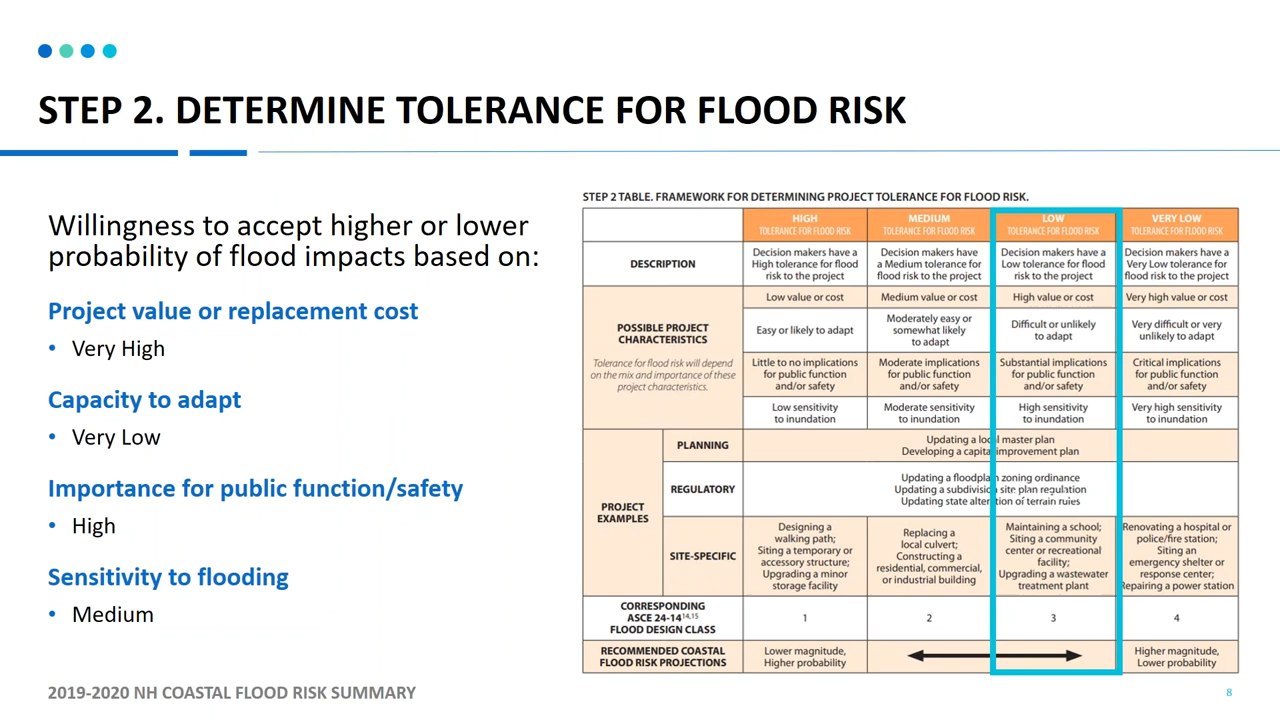 STEP 2. DETERMINE TOLERANCE FOR FLOOD RISK
Willingness to accept higher or lower
probability of flood impacts based on:
Project value or replacement cost
• Very High
Capacity to adapt
• Very Low
Importance for public function/safety
• High
Sensitivity to flooding
• Medium
2019-2020 NH COASTAL FLOOD RISK SUMMARY
STEP 2 TABLE. FRAMEWORK FOR DETERMINING PROJECT TOLERANCE FOR FLOOD RISK.
HIGH
TOLERANCE FOR FLOOD RISK
MEDIUM
TOLERANCE FOR FLOOD RISK
LOW
TOLERANCE FOR FLOOD RISK
VERY LOW
TOLERANCE FOR FLOOD RISK
DESCRIPTION
Decision makers have a
High tolerance for flood
risk to the project
Decision makers have
a Medium tolerance for
flood risk to the project
Decision makers have a
Low tolerance for flood
risk to the project
Decision makers have a
Very Low tolerance for
flood risk to the project
POSSIBLE PROJECT
CHARACTERISTICS
Tolerance for flood risk will depend
on the mix and importance of these
project characteristics.
Low value or cost
Medium value or cost
High value or cost
Very high value or cost
Easy or likely to adapt
Moderately easy or
somewhat likely
to adapt
Difficult or unlikely
to adapt
Very difficult or very
unlikely to adapt
Little to no implications
for public function
and/or safety
Moderate implications
for public function
and/or safety
Substantial implications
for public function
and/or safety
Critical implications
for public function
and/or safety
Low sensitivity
to inundation
Moderate sensitivity
to inundation
High sensitivity
to inundation
Very high sensitivity
to inundation
PROJECT
EXAMPLES
PLANNING
Updating a local master plan
Developing a capital improvement plan
REGULATORY
Updating a floodplain zoning ordinance
Updating a subdivision site plan regulation
Updating state alteration of terrain rules
SITE-SPECIFIC
Designing a
walking path;
Siting a temporary or
accessory structure;
Upgrading a minor
storage facility
Replacing a
local culvert;
Constructing a
residential, commercial,
or industrial building
Maintaining a school;
Siting a community
center or recreational
facility;
Upgrading a wastewater
treatment plant
Renovating a hospital or
police/fire station;
Siting an
emergency shelter or
response center;
Repairing a power station
CORRESPONDING
ASCE 24-14 14,15
FLOOD DESIGN CLASS
1
2
3
4
RECOMMENDED COASTAL
FLOOD RISK PROJECTIONS
Lower magnitude,
Higher probability
Higher magnitude,
Lower probability
8